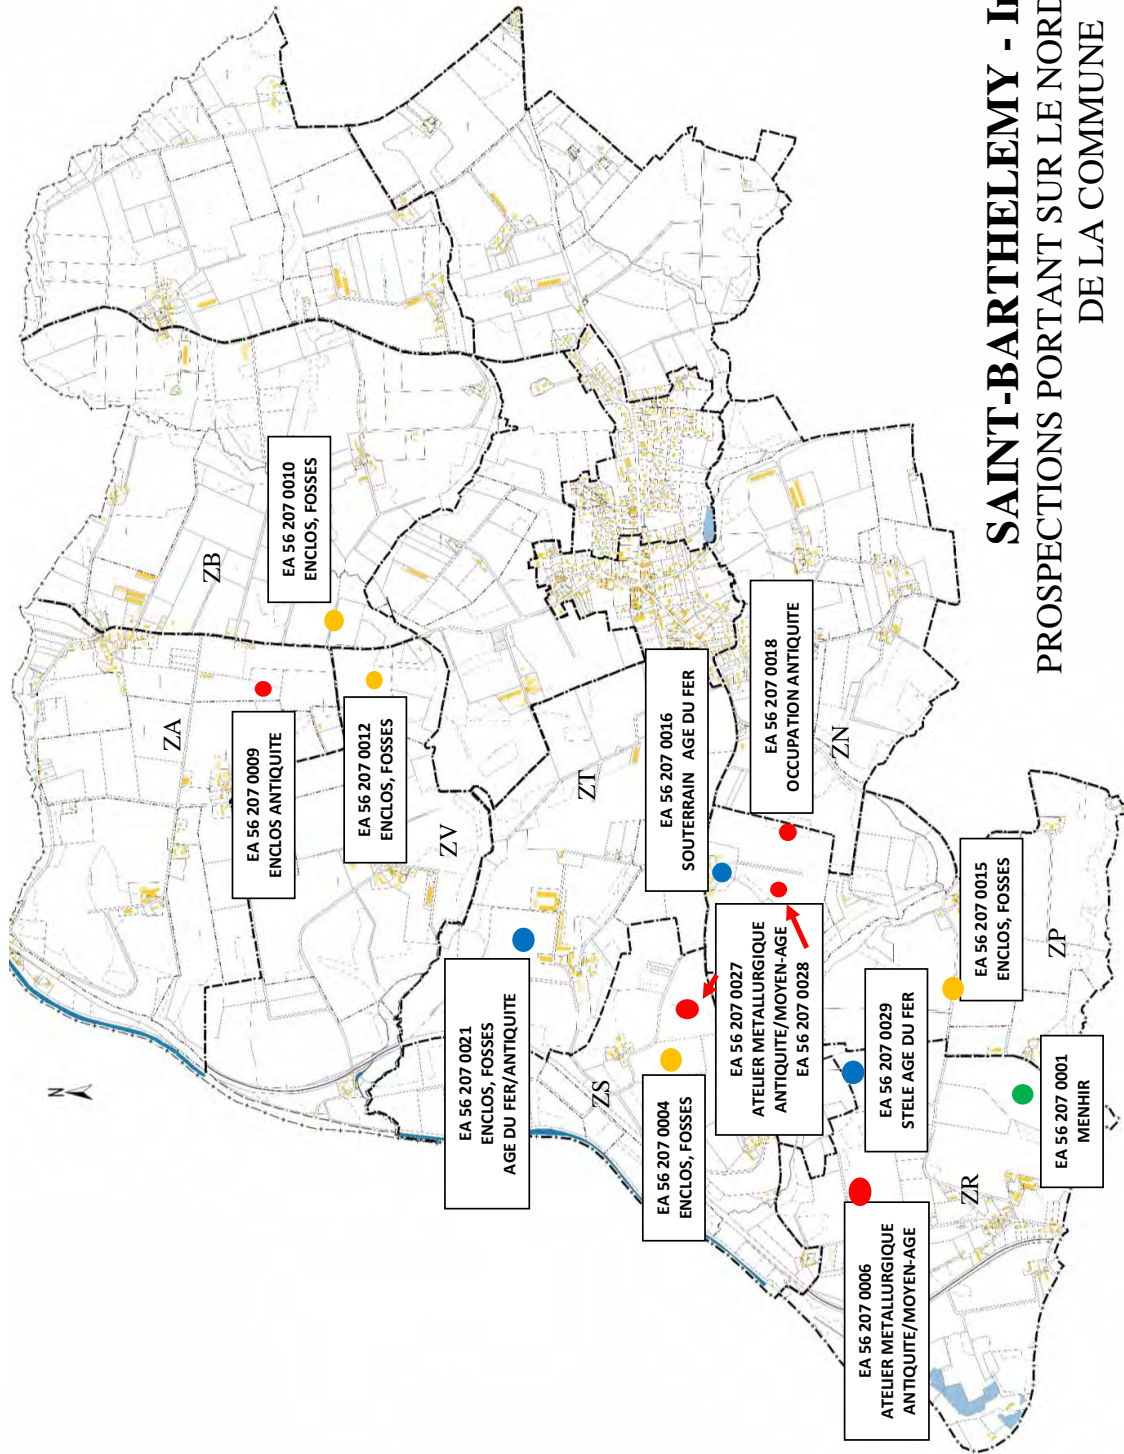 N
ZA
ZB
EA 56 207 0009
ENCLOS ANTIQUITE
EA 56 207 0010
ENCLOS, FOSSES
EA 56 207 0012
ENCLOS, FOSSES
ZV
EA 56 207 0021
ENCLOS, FOSSES
AGE DU FER/ANTIQUITE
ZT
ZS
EA 56 207 0004
ENCLOS, FOSSES
EA 56 207 0016
SOUTERRAIN AGE DU FER
EA 56 207 0027
ATELIER METALLURGIQUE
ANTIQUITE/MOYEN-AGE
EA 56 207 0028
EA 56 207 0018
OCCUPATION ANTIQUITE
ZN
EA 56 207 0006
ATELIER METALLURGIQUE
ANTIQUITE/MOYEN-AGE
EA 56 207 0029
STELE AGE DU FER
ZR
EA 56 207 0015
ENCLOS, FOSSES
ZP
EA 56 207 0001
MENHIR
SAINT-BARTHELEMY -
PROSPECTIONS PORTANT SUR LE NORD
DE LA COMMUNE